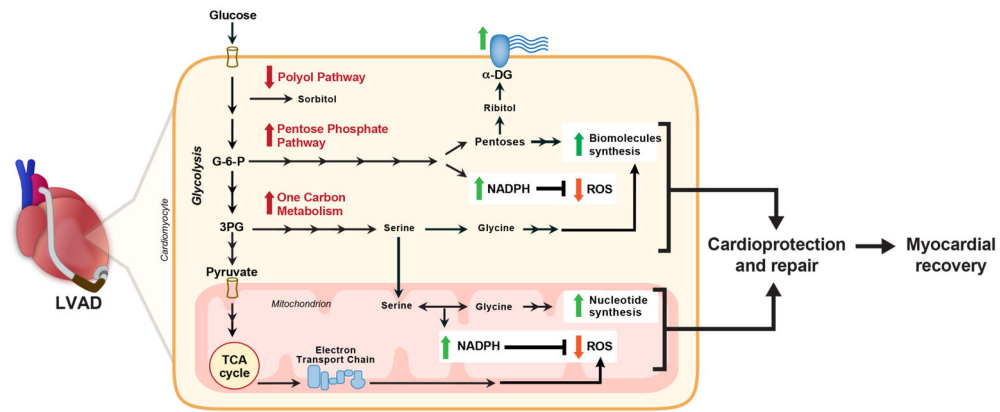 Glucose
Polyol Pathway
Sorbitol
α-DG
Ribitol
Pentose Phosphate
Pathway
Pentoses
Biomolecules
synthesis
G-6-P
NADPH
ROS
Glycolysis
Cardiomyocyte
One Carbon
Metabolism
3PG
Serine
Glycine
Cardioprotection
and repair
Myocardial
recovery
Pyruvate
LVAD
Mitochondrion
Serine
Glycine
Nucleotide
synthesis
NADPH
ROS
TCA
cycle
Electron
Transport Chain